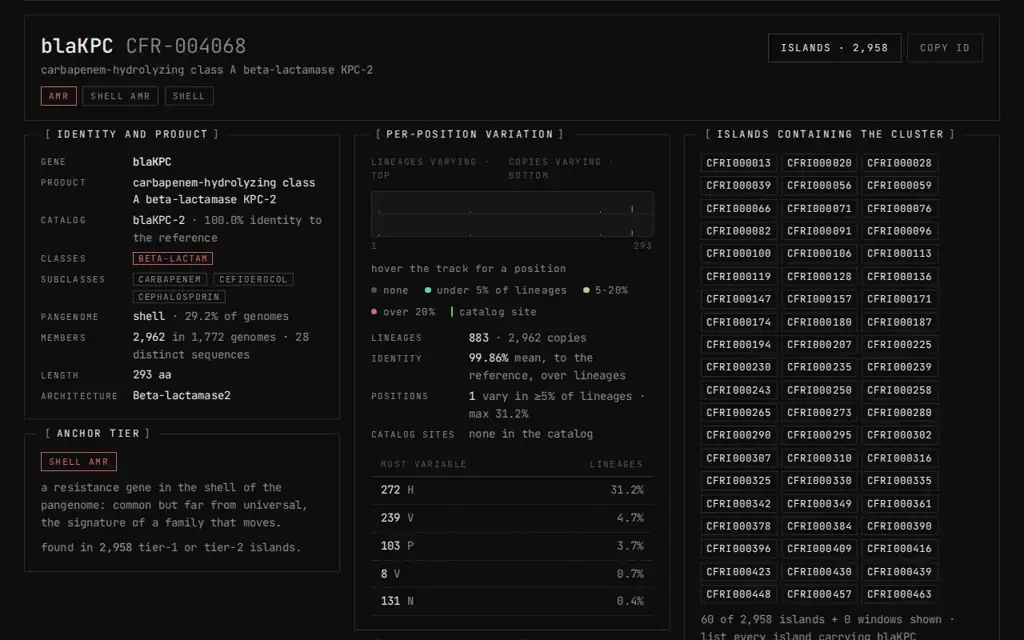 blaKPC CFR-004068
ISLANDS · 2,958
COPY ID
carbapenem-hydrolyzing class A beta-lactamase KPC-2
AMR
SHELL AMR
SHELL
[ IDENTITY AND PRODUCT ]
GENE blaKPC
PRODUCT carbapenem-hydrolyzing class
A beta-lactamase KPC-2
CATALOG blaKPC-2 · 100.0% identity to
the reference
CLASSES BETA-LACTAM
SUBCLASSES CARBAPENEM CEFIDEROCOL
CEPHALOSPORIN
PANGENOME shell · 29.2% of genomes
MEMBERS 2,962 in 1,772 genomes · 28
distinct sequences
LENGTH 293 aa
ARCHITECTURE Beta-lactamase2
[ ANCHOR TIER ]
SHELL AMR
a resistance gene in the shell of the
pangenome: common but far from universal,
the signature of a family that moves.
found in 2,958 tier-1 or tier-2 islands.
[ PER-POSITION VARIATION ]
LINEAGES VARYING · TOP
COPIES VARYING · BOTTOM
1 293
hover the track for a position
none under 5% of lineages 5-20%
over 20% catalog site
LINEAGES 883 · 2,962 copies
IDENTITY 99.86% mean, to the
reference, over lineages
POSITIONS 1 vary in ≥5% of lineages ·
max 31.2%
CATALOG SITES none in the catalog
MOST VARIABLE LINEAGES
272 H 31.2%
239 V 4.7%
103 P 3.7%
8 V 0.7%
131 N 0.4%
[ ISLANDS CONTAINING THE CLUSTER ]
CFRI000013 CFRI000020 CFRI000028
CFRI000039 CFRI000056 CFRI000059
CFRI000066 CFRI000071 CFRI000076
CFRI000082 CFRI000091 CFRI000096
CFRI000100 CFRI000106 CFRI000113
CFRI000119 CFRI000128 CFRI000136
CFRI000147 CFRI000157 CFRI000171
CFRI000174 CFRI000180 CFRI000187
CFRI000194 CFRI000207 CFRI000225
CFRI000230 CFRI000235 CFRI000239
CFRI000243 CFRI000250 CFRI000258
CFRI000265 CFRI000273 CFRI000280
CFRI000290 CFRI000295 CFRI000302
CFRI000307 CFRI000310 CFRI000316
CFRI000325 CFRI000330 CFRI000335
CFRI000342 CFRI000349 CFRI000361
CFRI000378 CFRI000384 CFRI000390
CFRI000396 CFRI000409 CFRI000416
CFRI000423 CFRI000430 CFRI000439
CFRI000448 CFRI000457 CFRI000463
60 of 2,958 islands + 0 windows shown ·
list every island carrying blaKPC